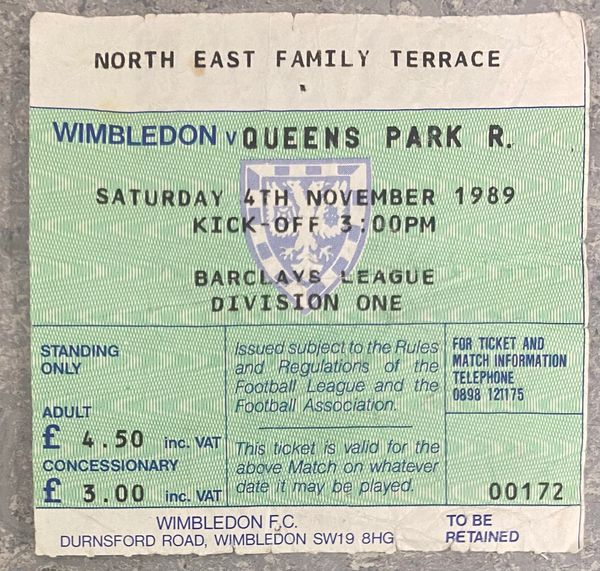 NORTH EAST FAMILY TERRACE
WIMBLEDON V QUEENS PARK R.
SATURDAY 4TH NOVEMBER 1989
KICK-OFF 3:00PM
BARCLAYS LEAGUE
DIVISION ONE
STANDING
ONLY
ADULT
£ 4.50 inc. VAT
CONCESSIONARY
£ 3.00 inc. VAT
Issued subject to the Rules
and Regulations of the
Football League and the
Football Association.
This ticket is valid for the
above Match on whatever
date it may be played.
FOR TICKET AND
MATCH INFORMATION
TELEPHONE
0898 121175
00172
WIMBLEDON F.C.
DURNSFORD ROAD, WIMBLEDON SW19 8HG
TO BE
RETAINED